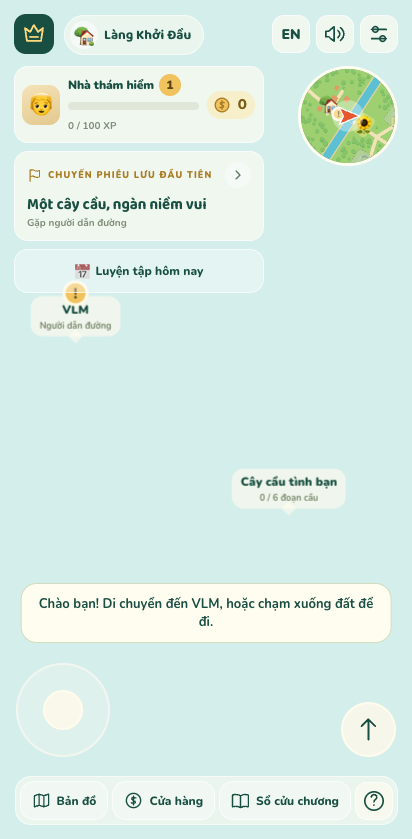 Làng Khởi Đầu
EN
Nhà thám hiểm 1
0
0 / 100 XP
CHUYẾN PHIÊU LƯU ĐẦU TIÊN
Một cây cầu, ngàn niềm vui
Gặp người dẫn đường
Luyện tập hôm nay
VLM
Người dẫn đường
Cây cầu tình bạn
0 / 6 đoạn cầu
Chào bạn! Di chuyển đến VLM, hoặc chạm xuống đất để
đi.
Bản đồ
Cửa hàng
Sổ cửu chương